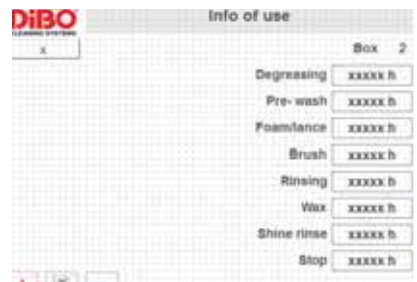 DiBO
CLEANING SYSTEMS
Info of use
x
Box 2
Degreasing xxxxx h
Pre- wash xxxxx h
Foam/lance xxxxx h
Brush xxxxx h
Rinsing xxxxx h
Wax xxxxx h
Shine rinse xxxxx h
Stop xxxxx h